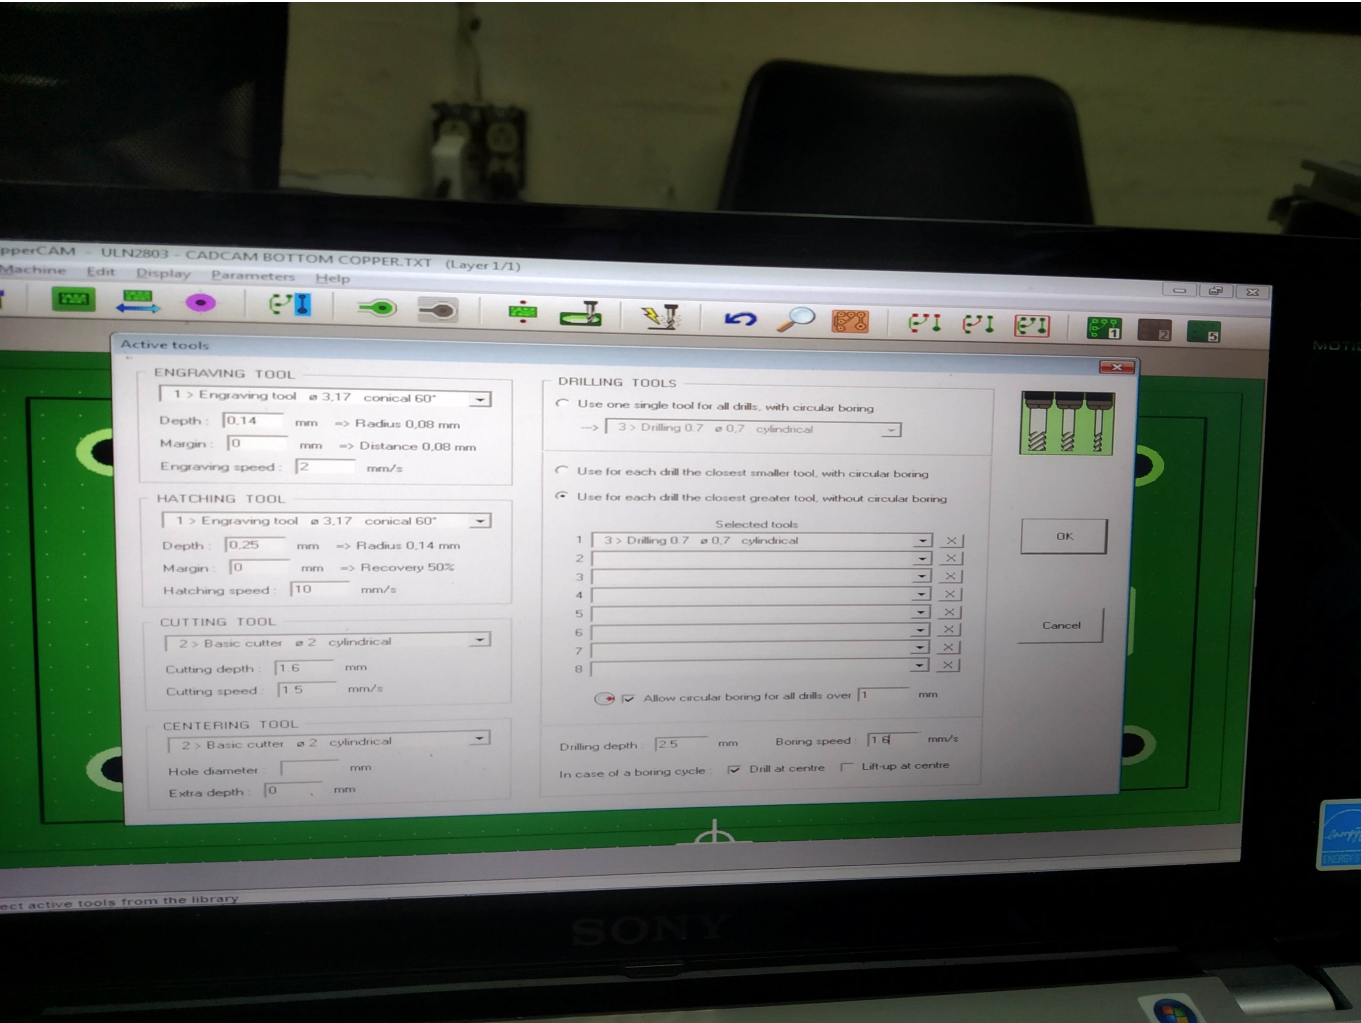 pperCAM - ULN2803 - CADCAM BOTTOM COPPER.TXT (Layer 1/1)
Machine Edit Display Parameters Help
1 2 5
Active tools
ENGRAVING TOOL
1 > Engraving tool ø 3,17 conical 60°
Depth : 0,14 mm => Radius 0,08 mm
Margin : 0 mm => Distance 0,08 mm
Engraving speed : 2 mm/s
HATCHING TOOL
1 > Engraving tool ø 3,17 conical 60°
Depth : 0,25 mm => Radius 0,14 mm
Margin : 0 mm => Recovery 50%
Hatching speed : 10 mm/s
CUTTING TOOL
2 > Basic cutter ø 2 cylindrical
Cutting depth : 1.6 mm
Cutting speed : 1.5 mm/s
CENTERING TOOL
2 > Basic cutter ø 2 cylindrical
Hole diameter : mm
Extra depth : 0 mm
DRILLING TOOLS
Use one single tool for all drills, with circular boring
--> 3 > Drilling 0.7 ø 0,7 cylindrical
Use for each drill the closest smaller tool, with circular boring
Use for each drill the closest greater tool, without circular boring
Selected tools
1 3 > Drilling 0.7 ø 0,7 cylindrical
2
3
4
5
6
7
8
Allow circular boring for all drills over 1 mm
Drilling depth : 2.5 mm Boring speed : 1.6 mm/s
In case of a boring cycle : Drill at centre Lift-up at centre
OK
Cancel
ect active tools from the library
SONY
MOTIO
energy
ENERGY S